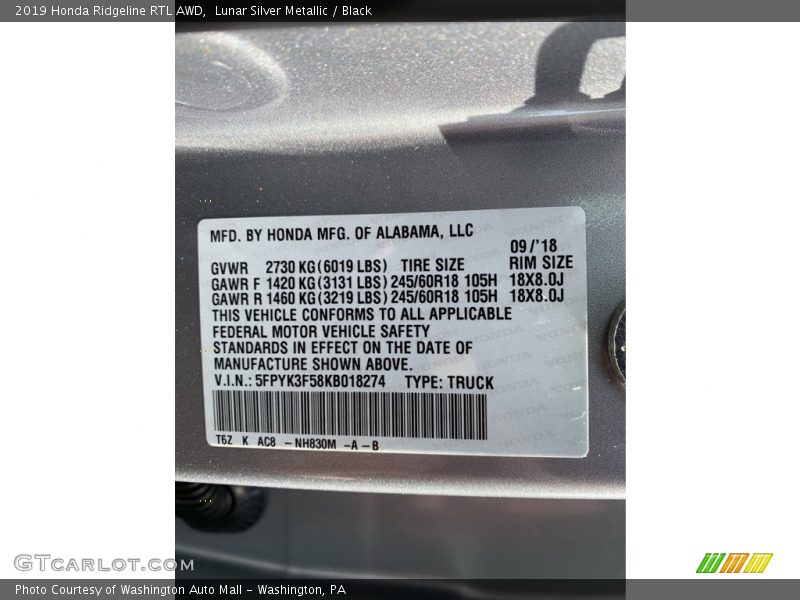 2019 Honda Ridgeline RTL AWD,  Lunar Silver Metallic / Black
MFD. BY HONDA MFG. OF ALABAMA, LLC
09/'18
GVWR 2730 KG(6019 LBS) TIRE SIZE RIM SIZE
GAWR F 1420 KG(3131 LBS) 245/60R18 105H 18X8.0J
GAWR R 1460 KG(3219 LBS) 245/60R18 105H 18X8.0J
THIS VEHICLE CONFORMS TO ALL APPLICABLE
FEDERAL MOTOR VEHICLE SAFETY
STANDARDS IN EFFECT ON THE DATE OF
MANUFACTURE SHOWN ABOVE.
V.I.N.: 5FPYK3F58KB018274 TYPE: TRUCK
T6Z K AC8 -NH830M -A -B
GTCARLOT.COM
Photo Courtesy of Washington Auto Mall - Washington, PA